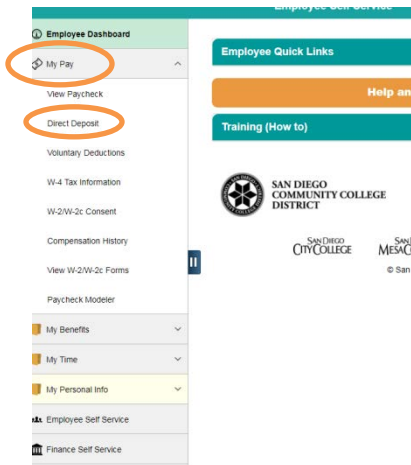 Employee Self Service
Employee Dashboard
My Pay
View Paycheck
Direct Deposit
Voluntary Deductions
W-4 Tax Information
W-2/W-2c Consent
Compensation History
View W-2/W-2c Forms
Paycheck Modeler
My Benefits
My Time
My Personal Info
Employee Self Service
Finance Self Service
Employee Quick Links
Help an
Training (How to)
SAN DIEGO
COMMUNITY COLLEGE
DISTRICT
SAN DIEGO
CITY COLLEGE
SAN
MESA
© San